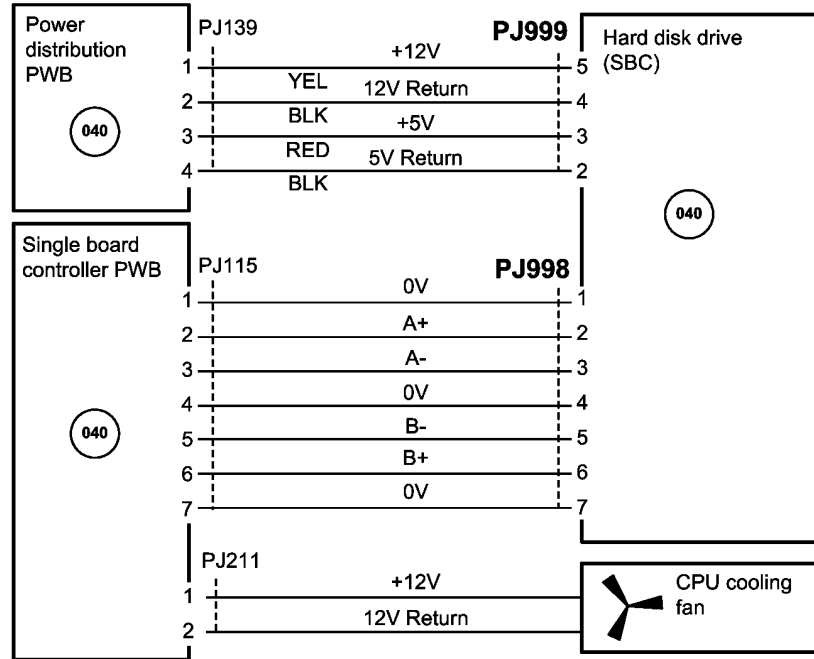 Power
distribution
PWB
040
PJ139
PJ999
Hard disk drive
(SBC)
040
1 +12V 5
YEL
2 12V Return 4
BLK
3 +5V 3
RED
4 5V Return 2
BLK
Single board
controller PWB
040
PJ115
PJ998
1 0V 1
2 A+ 2
3 A- 3
4 0V 4
5 B- 5
6 B+ 6
7 0V 7
PJ211
1 +12V
2 12V Return
CPU cooling
fan